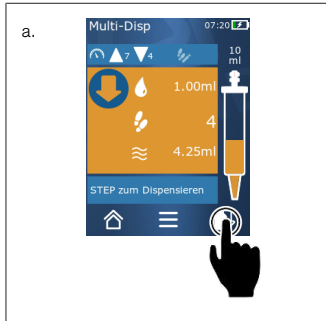 a.
Multi-Disp 07:20
7 4 10 ml
1.00ml
4
4.25ml
STEP zum Dispensieren